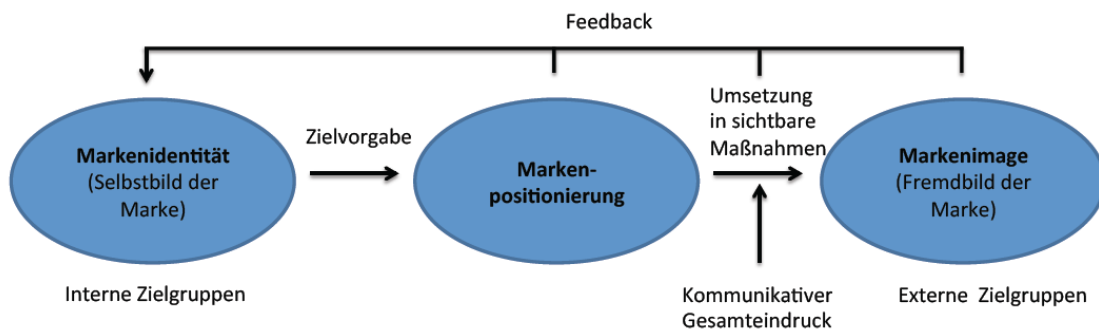 Feedback
Markenidentität
(Selbstbild der
Marke)
Interne Zielgruppen
Zielvorgabe
Marken-
positionierung
Umsetzung
in sichtbare
Maßnahmen
Kommunikativer
Gesamteindruck
Markenimage
(Fremdbild der
Marke)
Externe Zielgruppen